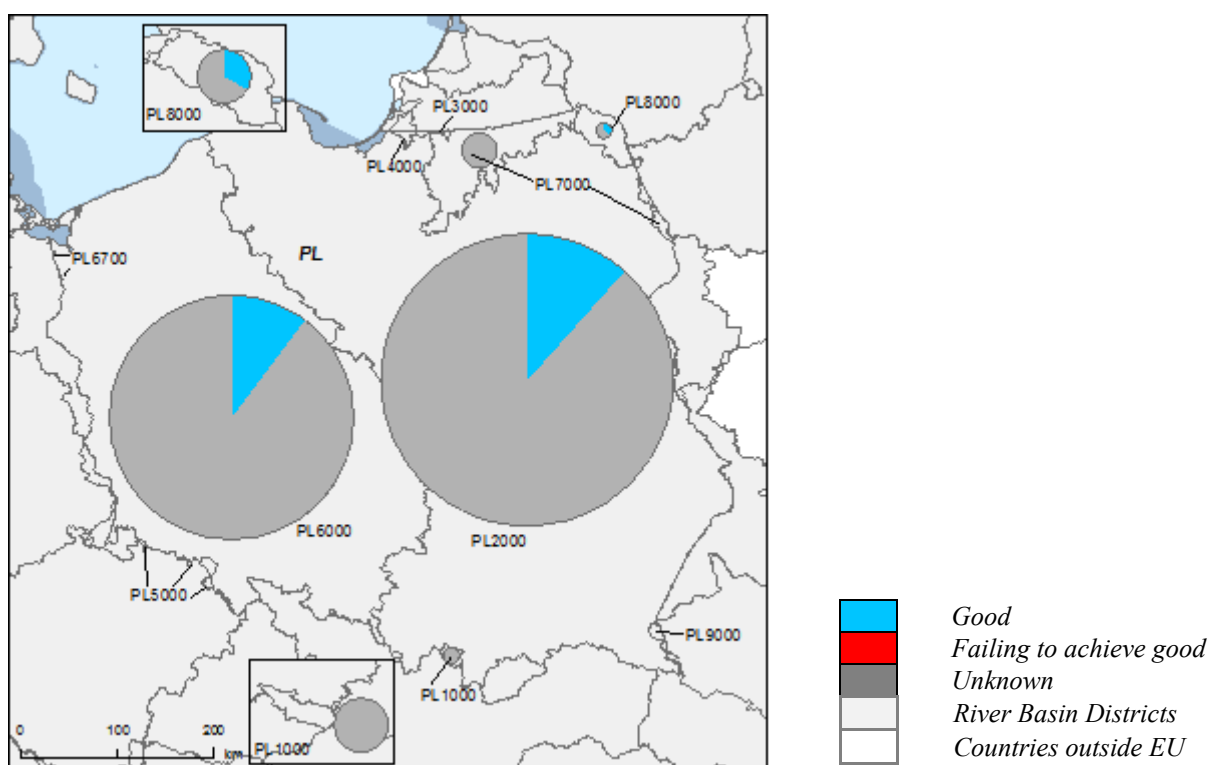 PL8000
PL3000
PL8000
PL4000
PL7000
PL6700
PL
PL6000
PL2000
PL5000
PL9000
PL1000
0 100 200
km
PL1000
Good
Failing to achieve good
Unknown
River Basin Districts
Countries outside EU